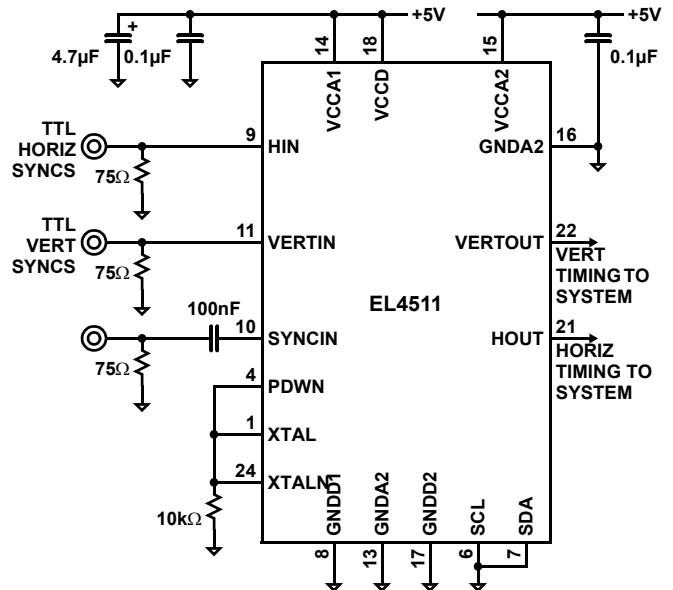 +5V
+5V
4.7µF
+
0.1µF
14
18
15
0.1µF
VCCA1
VCCD
VCCA2
TTL
HORIZ
SYNCS
9
HIN
GNDA2
16
75Ω
TTL
VERT
SYNCS
11
VERTIN
VERTOUT
22
VERT
TIMING TO
SYSTEM
75Ω
100nF
EL4511
10
SYNCIN
HOUT
21
HORIZ
TIMING TO
SYSTEM
75Ω
4
PDWN
1
XTAL
24
XTALN
10kΩ
GNDD1
GNDA2
GNDD2
SCL
SDA
8
13
17
6
7